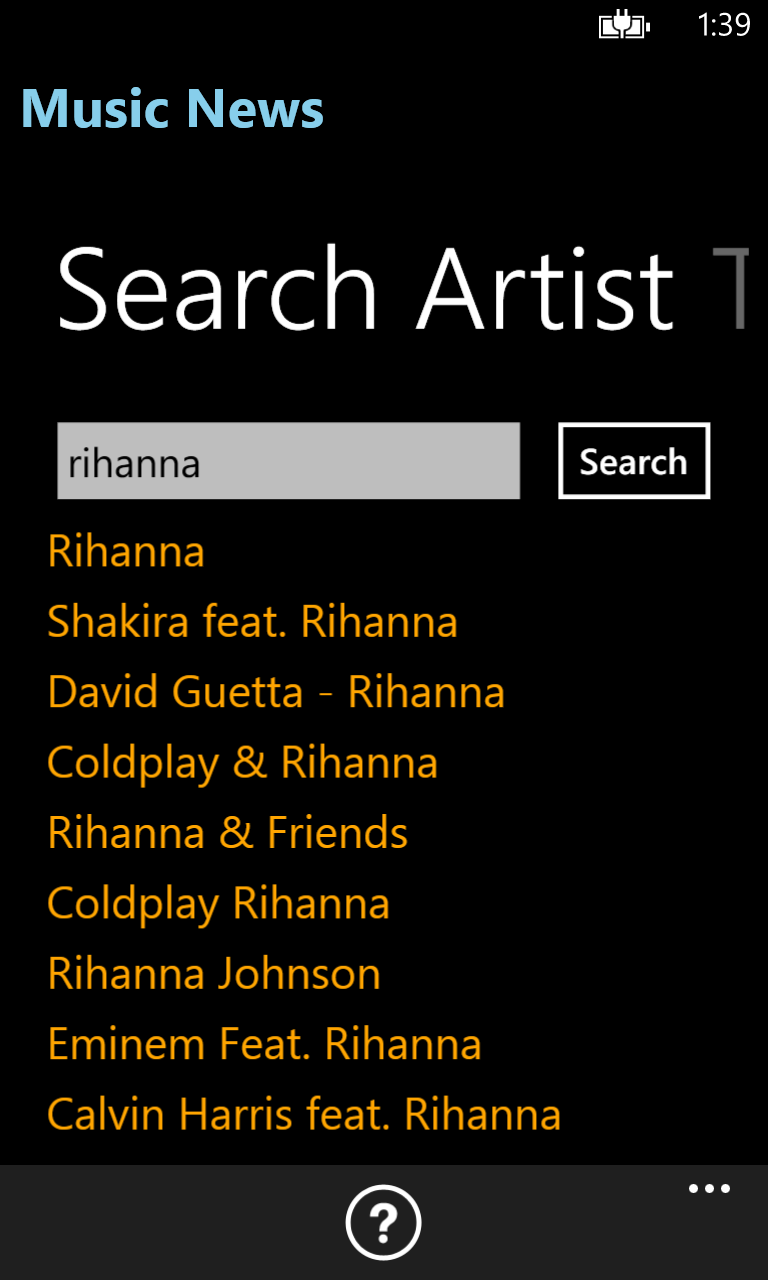 1:39
Music News
Search Artist T
rihanna
Search
Rihanna
Shakira feat. Rihanna
David Guetta - Rihanna
Coldplay & Rihanna
Rihanna & Friends
Coldplay Rihanna
Rihanna Johnson
Eminem Feat. Rihanna
Calvin Harris feat. Rihanna
?